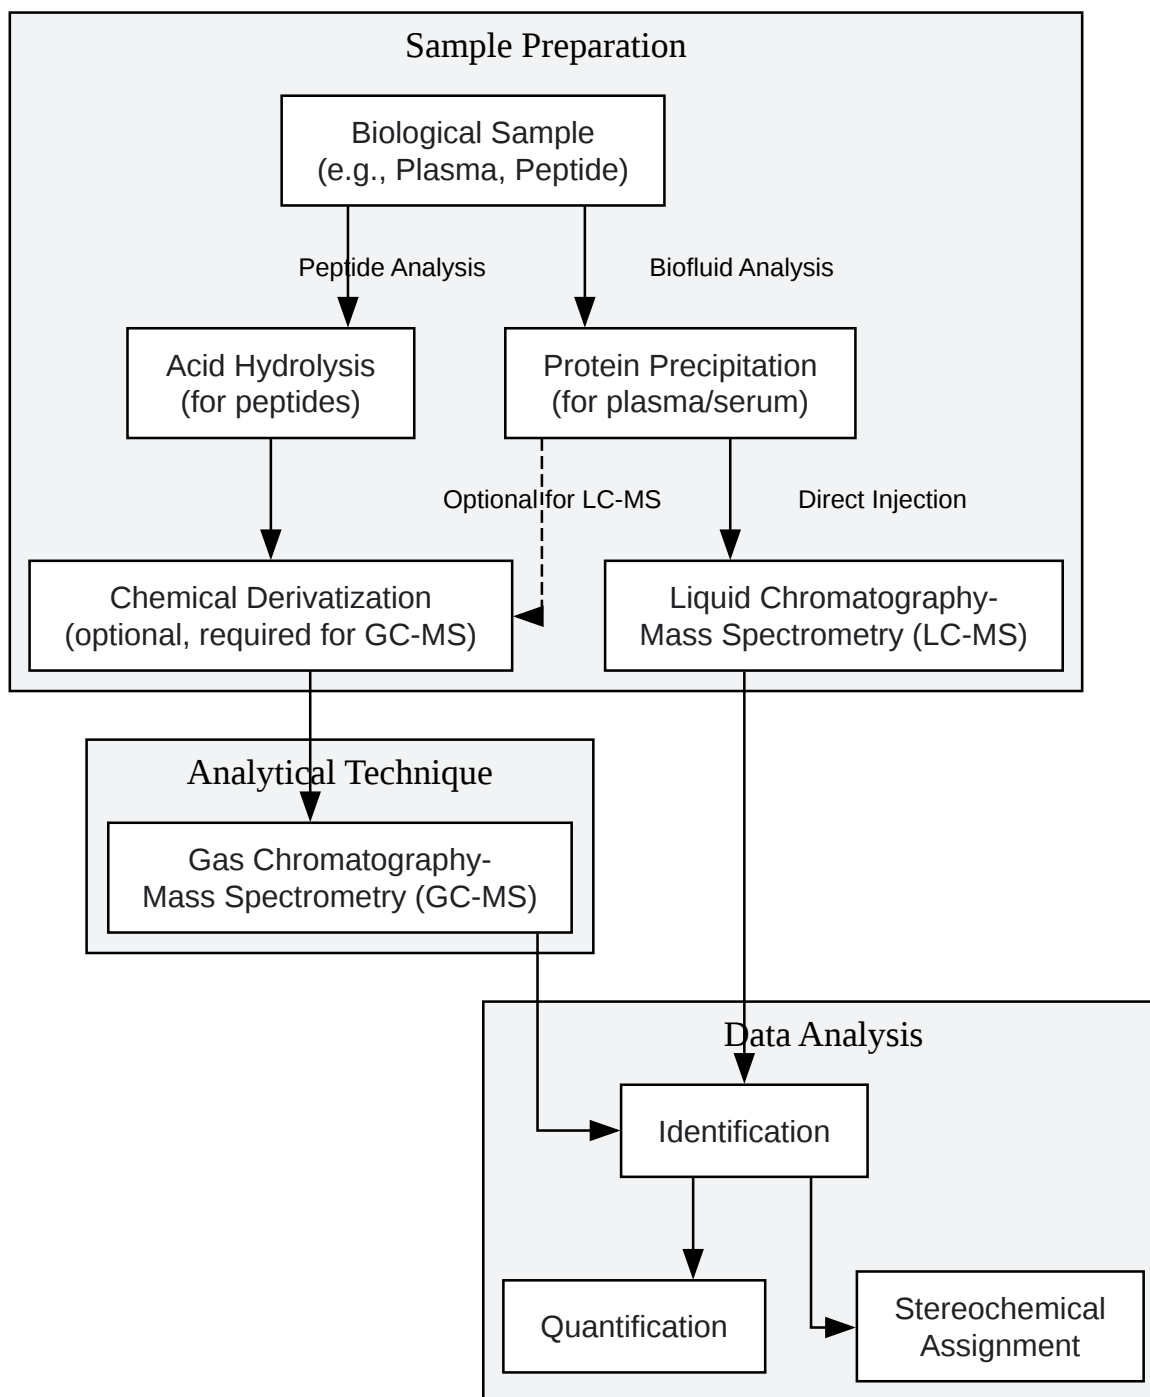 Sample Preparation
Biological Sample
(e.g., Plasma, Peptide)
Peptide Analysis
Biofluid Analysis
Acid Hydrolysis
(for peptides)
Protein Precipitation
(for plasma/serum)
Optional for LC-MS
Direct Injection
Chemical Derivatization
(optional, required for GC-MS)
Liquid Chromatography-
Mass Spectrometry (LC-MS)
Analytical Technique
Gas Chromatography-
Mass Spectrometry (GC-MS)
Data Analysis
Identification
Quantification
Stereochemical
Assignment